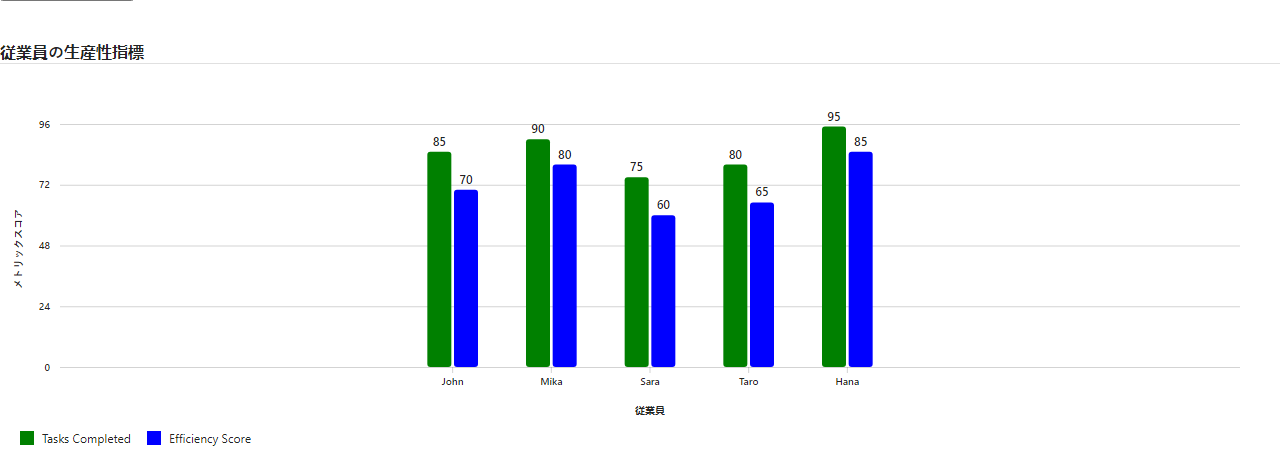 従業員の生産性指標
96
72
48
24
0
メトリックスコア
85
70
90
80
75
60
80
65
95
85
John
Mika
Sara
Taro
Hana
従業員
Tasks Completed
Efficiency Score